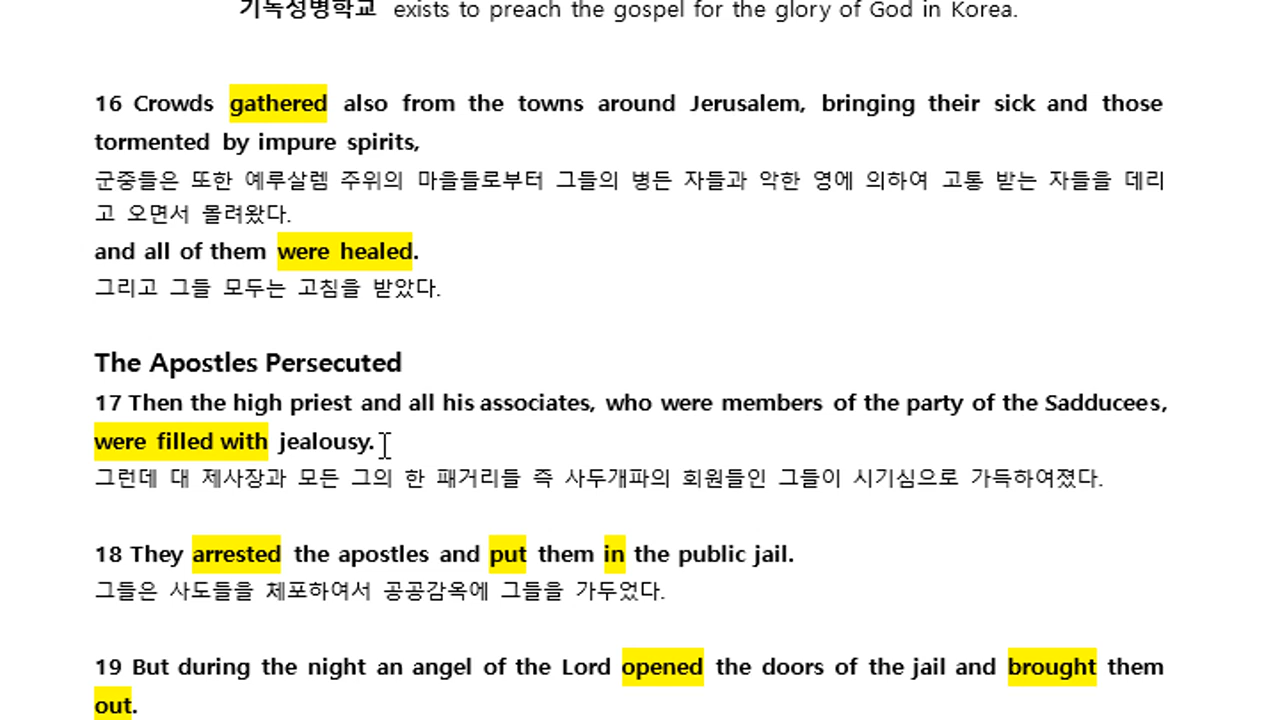 기독성명학교 exists to preach the gospel for the glory of God in Korea.
16 Crowds gathered also from the towns around Jerusalem, bringing their sick and those
tormented by impure spirits,
군중들은 또한 예루살렘 주위의 마을들로부터 그들의 병든 자들과 악한 영에 의하여 고통 받는 자들을 데리
고 오면서 몰려왔다.
and all of them were healed.
그리고 그들 모두는 고침을 받았다.
The Apostles Persecuted
17 Then the high priest and all his associates, who were members of the party of the Sadducees,
were filled with jealousy.
그런데 대 제사장과 모든 그의 한 패거리들 즉 사두개파의 회원들인 그들이 시기심으로 가득하여졌다.
18 They arrested the apostles and put them in the public jail.
그들은 사도들을 체포하여서 공공감옥에 그들을 가두었다.
19 But during the night an angel of the Lord opened the doors of the jail and brought them
out.